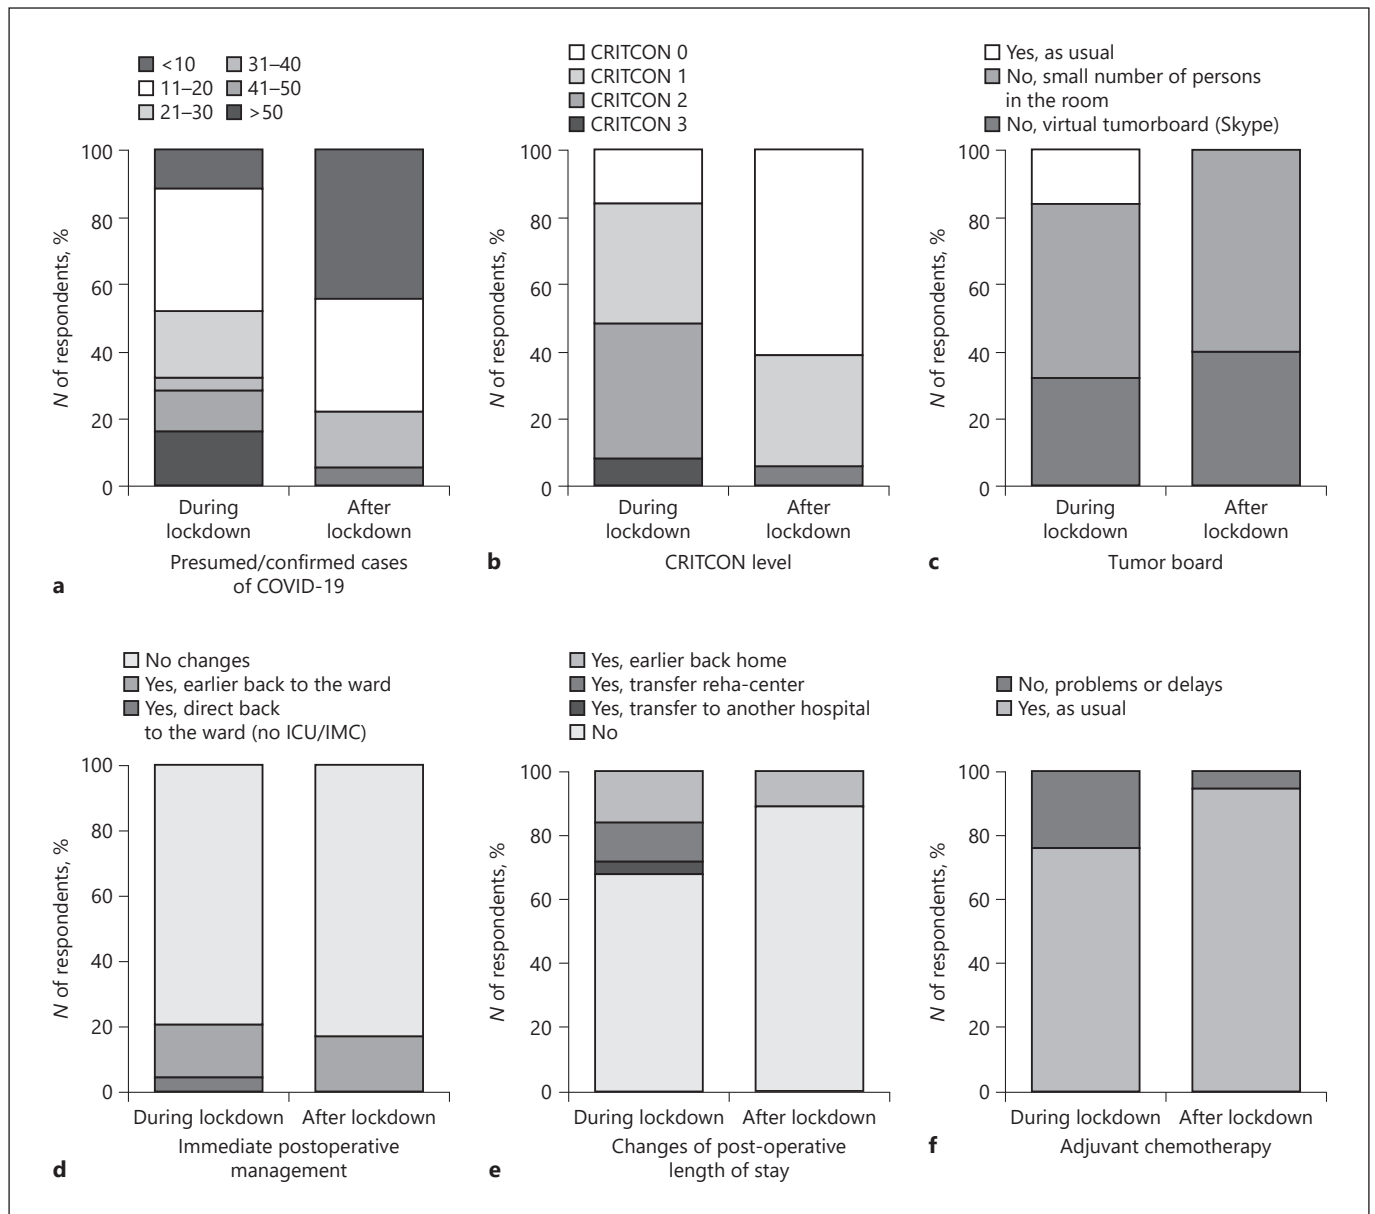 <10
31–40
11–20
41–50
21–30
>50
100
80
60
40
20
0
N of respondents, %
During lockdown
After lockdown
Presumed/confirmed cases
of COVID-19
a
CRITCON 0
CRITCON 1
CRITCON 2
CRITCON 3
100
80
60
40
20
0
N of respondents, %
During lockdown
After lockdown
CRITCON level
b
Yes, as usual
No, small number of persons
in the room
No, virtual tumorboard (Skype)
100
80
60
40
20
0
N of respondents, %
During lockdown
After lockdown
Tumor board
c
No changes
Yes, earlier back to the ward
Yes, direct back
to the ward (no ICU/IMC)
100
80
60
40
20
0
N of respondents, %
During lockdown
After lockdown
Immediate postoperative
management
d
Yes, earlier back home
Yes, transfer reha-center
Yes, transfer to another hospital
No
100
80
60
40
20
0
N of respondents, %
During lockdown
After lockdown
Changes of post-operative
length of stay
e
No, problems or delays
Yes, as usual
100
80
60
40
20
0
N of respondents, %
During lockdown
After lockdown
Adjuvant chemotherapy
f